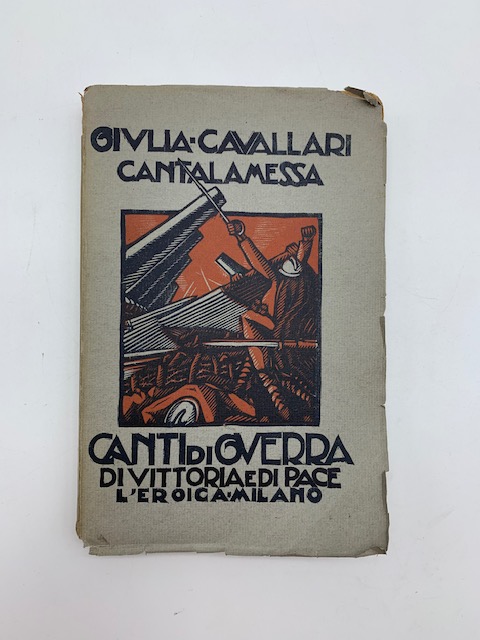 GIVLIA·CAVALLARI
CANTALAMESSA
CANTI DI GVERRA
DI VITTORIA E DI PACE
L'EROICA·MILANO